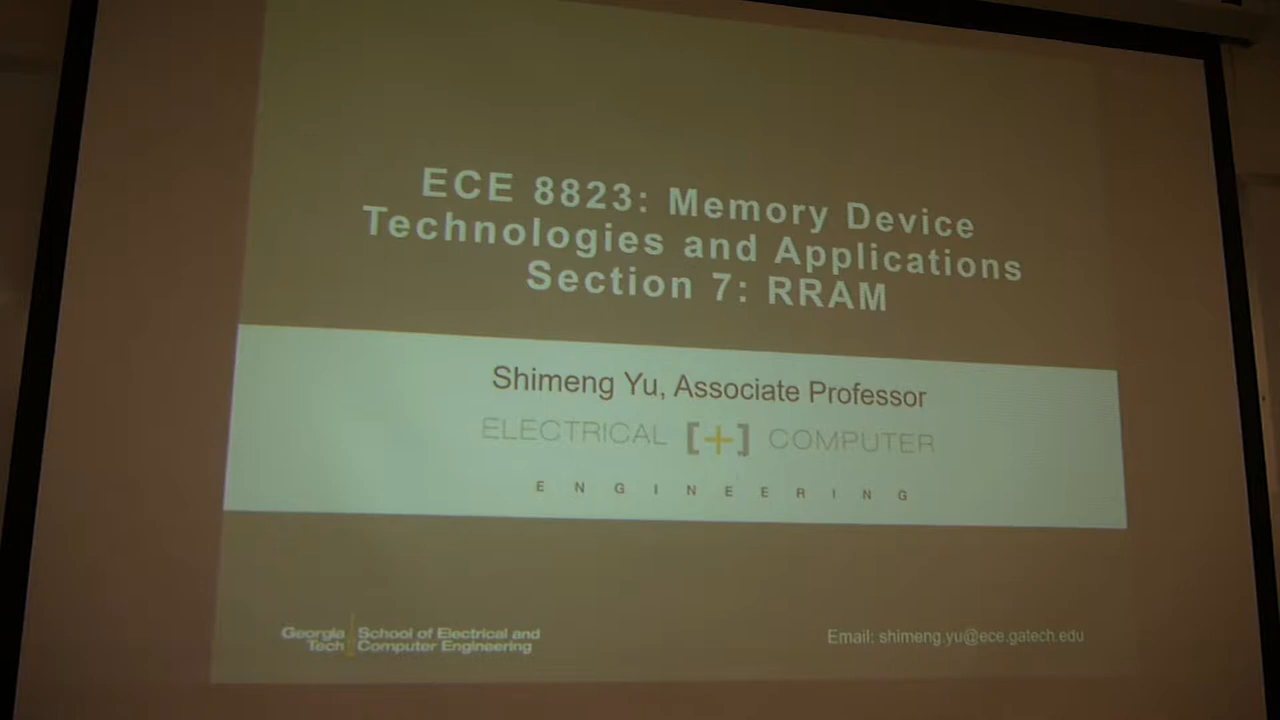 ECE 8823: Memory Device
Technologies and Applications
Section 7: RRAM
Shimeng Yu, Associate Professor
ELECTRICAL [+] COMPUTER
ENGINEERING
Georgia Tech
School of Electrical and Computer Engineering
Email: shimeng.yu@ece.gatech.edu